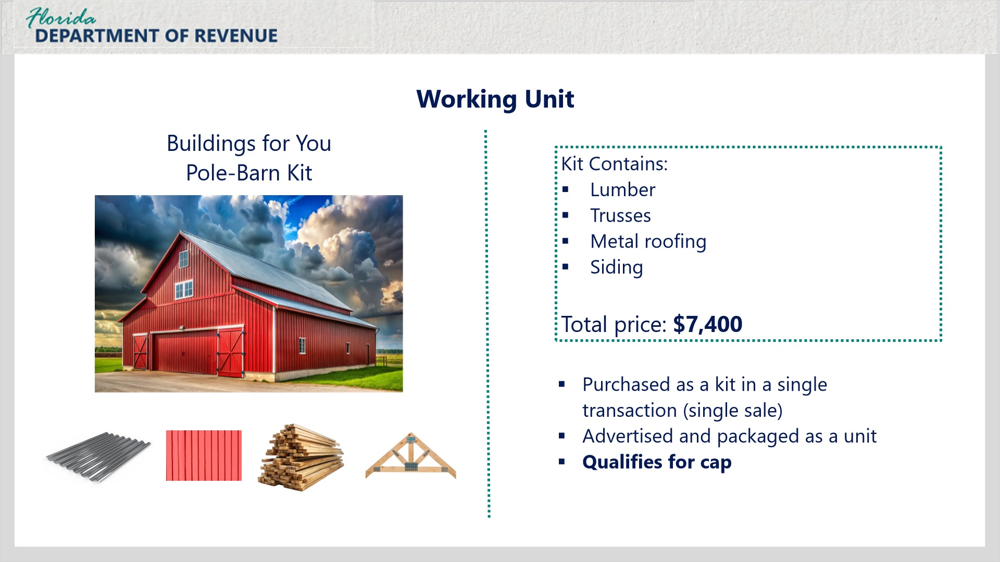 Florida
DEPARTMENT OF REVENUE
Working Unit
Buildings for You
Pole-Barn Kit
Kit Contains:
▪ Lumber
▪ Trusses
▪ Metal roofing
▪ Siding
Total price: $7,400
▪ Purchased as a kit in a single
transaction (single sale)
▪ Advertised and packaged as a unit
▪ Qualifies for cap